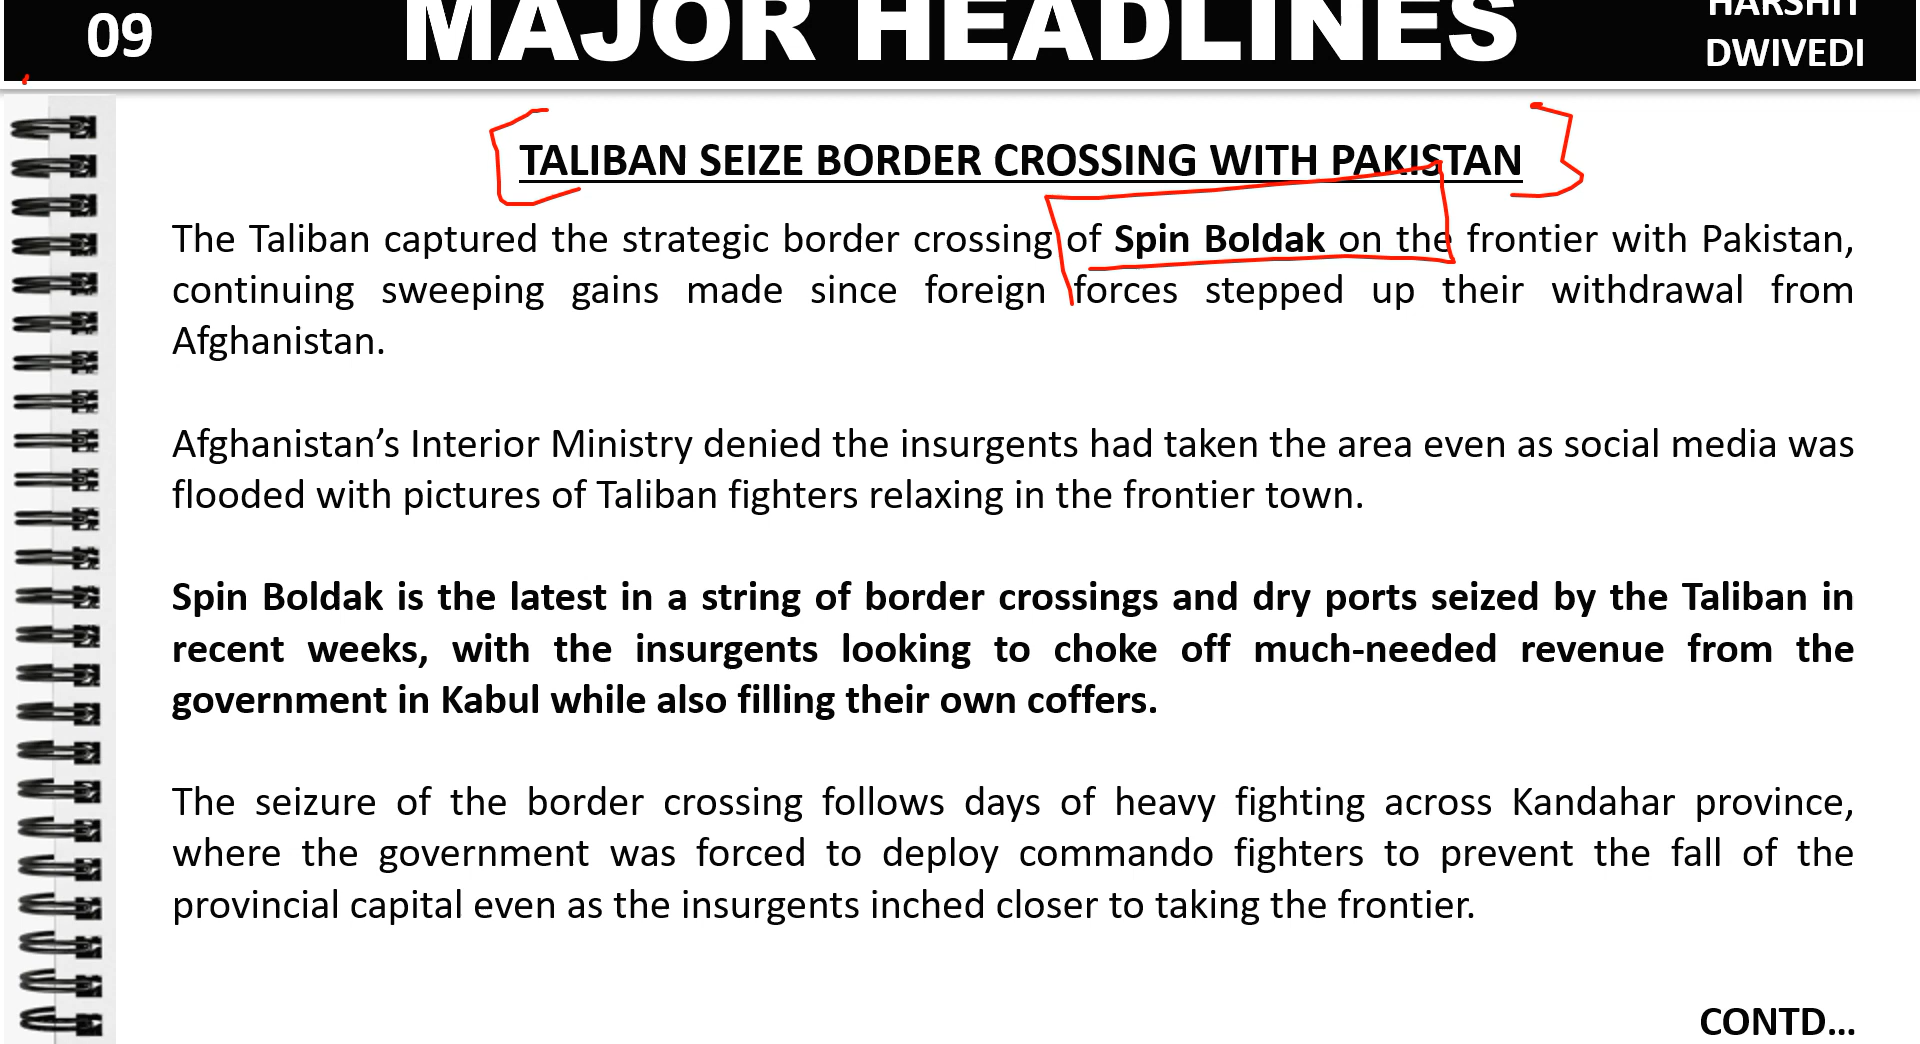 09
MAJOR HEADLINES
HARSHIT
DWIVEDI
TALIBAN SEIZE BORDER CROSSING WITH PAKISTAN
The Taliban captured the strategic border crossing of Spin Boldak on the frontier with Pakistan,
continuing sweeping gains made since foreign forces stepped up their withdrawal from
Afghanistan.
Afghanistan’s Interior Ministry denied the insurgents had taken the area even as social media was
flooded with pictures of Taliban fighters relaxing in the frontier town.
Spin Boldak is the latest in a string of border crossings and dry ports seized by the Taliban in
recent weeks, with the insurgents looking to choke off much-needed revenue from the
government in Kabul while also filling their own coffers.
The seizure of the border crossing follows days of heavy fighting across Kandahar province,
where the government was forced to deploy commando fighters to prevent the fall of the
provincial capital even as the insurgents inched closer to taking the frontier.
CONTD...